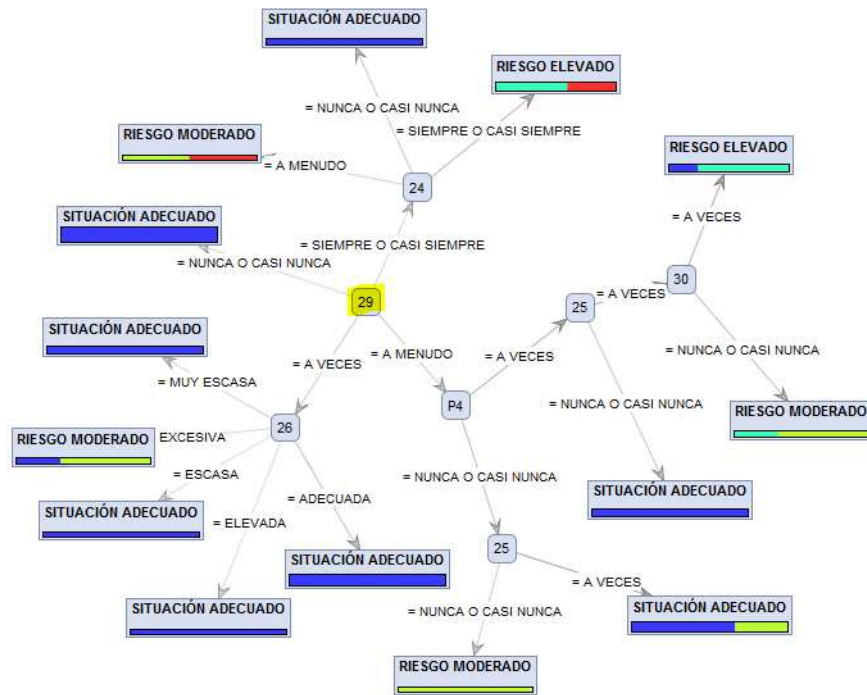 SITUACIÓN ADECUADO
RIESGO ELEVADO
= NUNCA O CASI NUNCA
= SIEMPRE O CASI SIEMPRE
RIESGO MODERADO
= A MENUDO
24
RIESGO ELEVADO
= A VECES
SITUACIÓN ADECUADO
= SIEMPRE O CASI SIEMPRE
= NUNCA O CASI NUNCA
29
30
25
= A VECES
SITUACIÓN ADECUADO
= A VECES
= A MENUDO
= A VECES
= NUNCA O CASI NUNCA
= MUY ESCASA
P4
= NUNCA O CASI NUNCA
RIESGO MODERADO
26
RIESGO MODERADO
EXCESIVA
= ESCASA
= NUNCA O CASI NUNCA
= ADECUADA
SITUACIÓN ADECUADO
SITUACIÓN ADECUADO
= ELEVADA
25
SITUACIÓN ADECUADO
= A VECES
SITUACIÓN ADECUADO
SITUACIÓN ADECUADO
= NUNCA O CASI NUNCA
RIESGO MODERADO